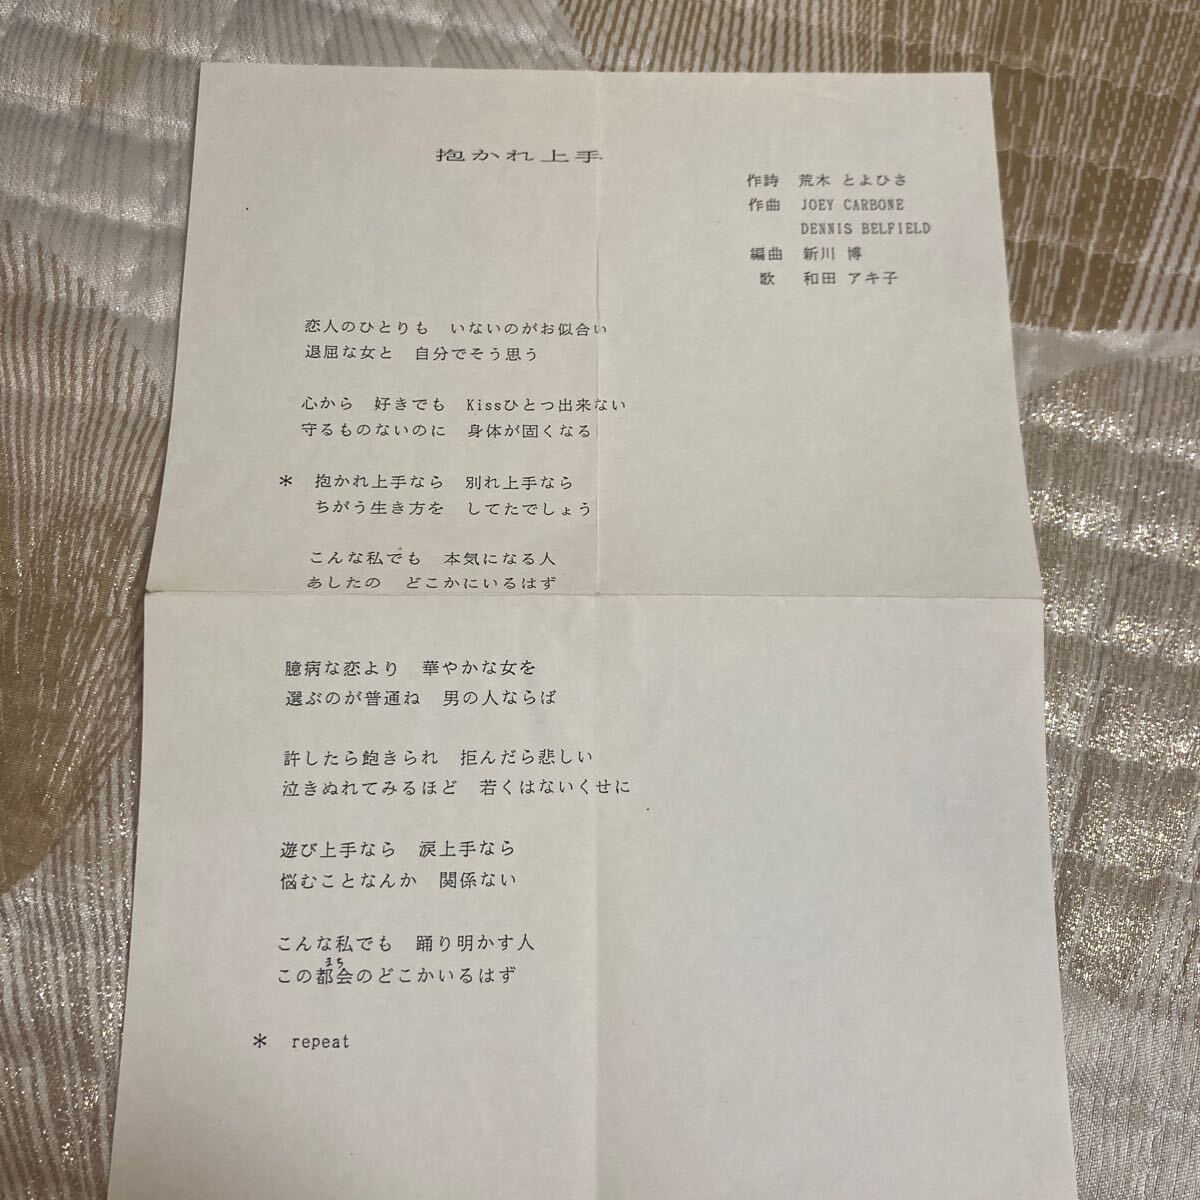 抱かれ上手
作詩 荒木 とよひさ
作曲 JOEY CARBONE
DENNIS BELFIELD
編曲 新川 博
歌 和田 アキ子
恋人のひとりも いないのがお似合い
退屈な女と 自分でそう思う
心から 好きでも Kissひとつ出来ない
守るものないのに 身体が固くなる
* 抱かれ上手なら 別れ上手なら
ちがう生き方を してたでしょう
こんな私でも 本気になる人
あしたの どこかにいるはず
臆病な恋より 華やかな女を
選ぶのが普通ね 男の人ならば
許したら飽きられ 拒んだら悲しい
泣きぬれてみるほど 若くはないくせに
遊び上手なら 涙上手なら
悩むことなんか 関係ない
こんな私でも 踊り明かす人
まち
この都会のどこかいるはず
* repeat